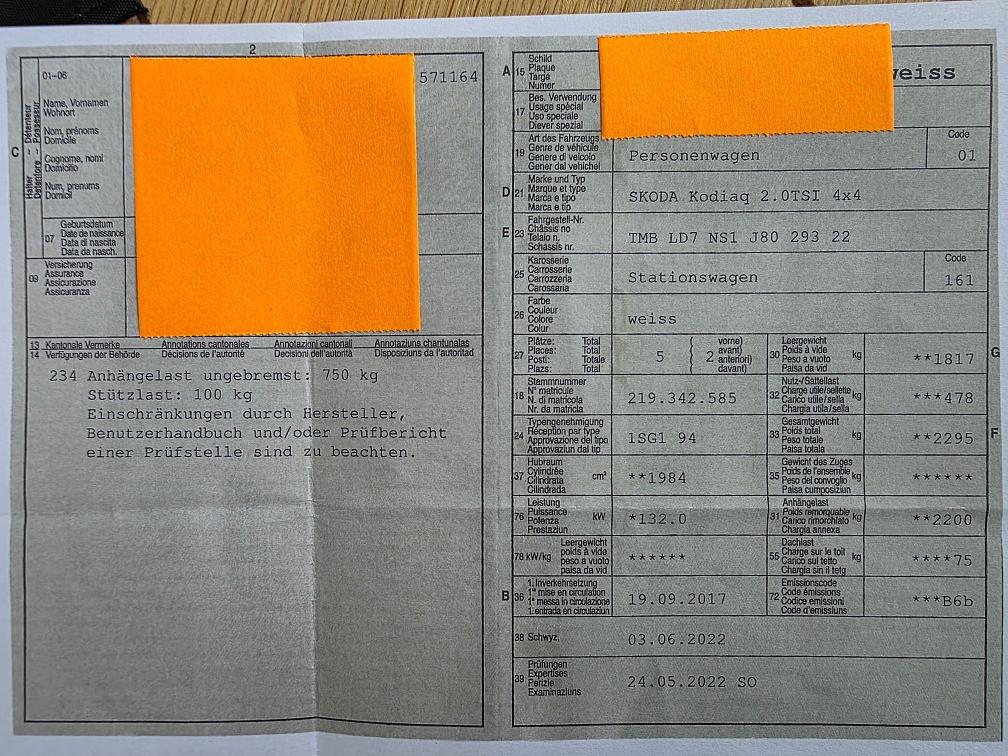 2
01-06
571164
C
Halter – Détenteur
Detentore – Possessur
Name, Vornamen
Wohnort
Nom, prénoms
Domicile
Cognome, nomi
Domicilio
Num, prenums
Domicil
07
Geburtsdatum
Date de naissance
Data di nascita
Data da nasch.
09
Versicherung
Assurance
Assicurazione
Assicuranza
13 Kantonale Vermerke Annotations cantonales Annotazioni cantonali Annotaziuns chantunalas
14 Verfügungen der Behörde Décisions de l'autorité Decisioni dell'autorità Disposiziuns da l'autoritad
234 Anhängelast ungebremst: 750 kg
Stützlast: 100 kg
Einschränkungen durch Hersteller,
Benutzerhandbuch und/oder Prüfbericht
einer Prüfstelle sind zu beachten.
A 15
Schild
Plaque
Targa
Numer
weiss
17
Bes. Verwendung
Usage spécial
Uso speciale
Diever spezial
19
Art des Fahrzeugs
Genre de véhicule
Genere di veicolo
Gener dal vehichel
Personenwagen
Code
01
D 21
Marke und Typ
Marque et type
Marca e tipo
Marca e tip
SKODA Kodiaq 2.0TSI 4x4
E 23
Fahrgestell-Nr.
Châssis no
Telaio n.
Schassis nr.
TMB LD7 NS1 J80 293 22
25
Karosserie
Carrosserie
Carrozzeria
Carossaria
Stationswagen
Code
161
26
Farbe
Couleur
Colore
Colur
weiss
27
Plätze: Total
Places: Total
Posti: Totale
Plazs: Total
5
2
vorne)
avant)
anteriori)
davant)
30
Leergewicht
Poids à vide
Peso a vuoto
Paisa da vid
kg
**1817
G
18
Stammnummer
N° matricule
N. di matricola
Nr. da matricla
219.342.585
32
Nutz-/Sattellast
Charge utile/sellette
Carico utile/sella
Chargia utila/sella
kg
***478
24
Typengenehmigung
Réception par type
Approvazione del tipo
Approvaziun dal tip
1SG1 94
33
Gesamtgewicht
Poids total
Peso totale
Paisa totala
kg
**2295
F
37
Hubraum
Cylindrée
Cilindrata
Cilindrada
cm³
**1984
35
Gewicht des Zuges
Poids de l'ensemble
Peso del convoglio
Paisa cumposiziun
kg
******
76
Leistung
Puissance
Potenza
Prestaziun
kW
*132.0
31
Anhängelast
Poids remorquable
Carico rimorchiato
Chargia annexa
kg
**2200
78 kW/kg
Leergewicht
poids à vide
peso a vuoto
paisa da vid
******
55
Dachlast
Charge sur le toit
Carico sul tetto
Chargia sin il tetg
kg
****75
B 36
1. Inverkehrsetzung
1re mise en circulation
1a messa in circolazione
1. entrada en circulaziun
19.09.2017
72
Emissionscode
Code émissions
Codice emissioni
Code d'emissiuns
***B6b
38 Schwyz,
03.06.2022
39
Prüfungen
Expertises
Perizie
Examinaziuns
24.05.2022 SO